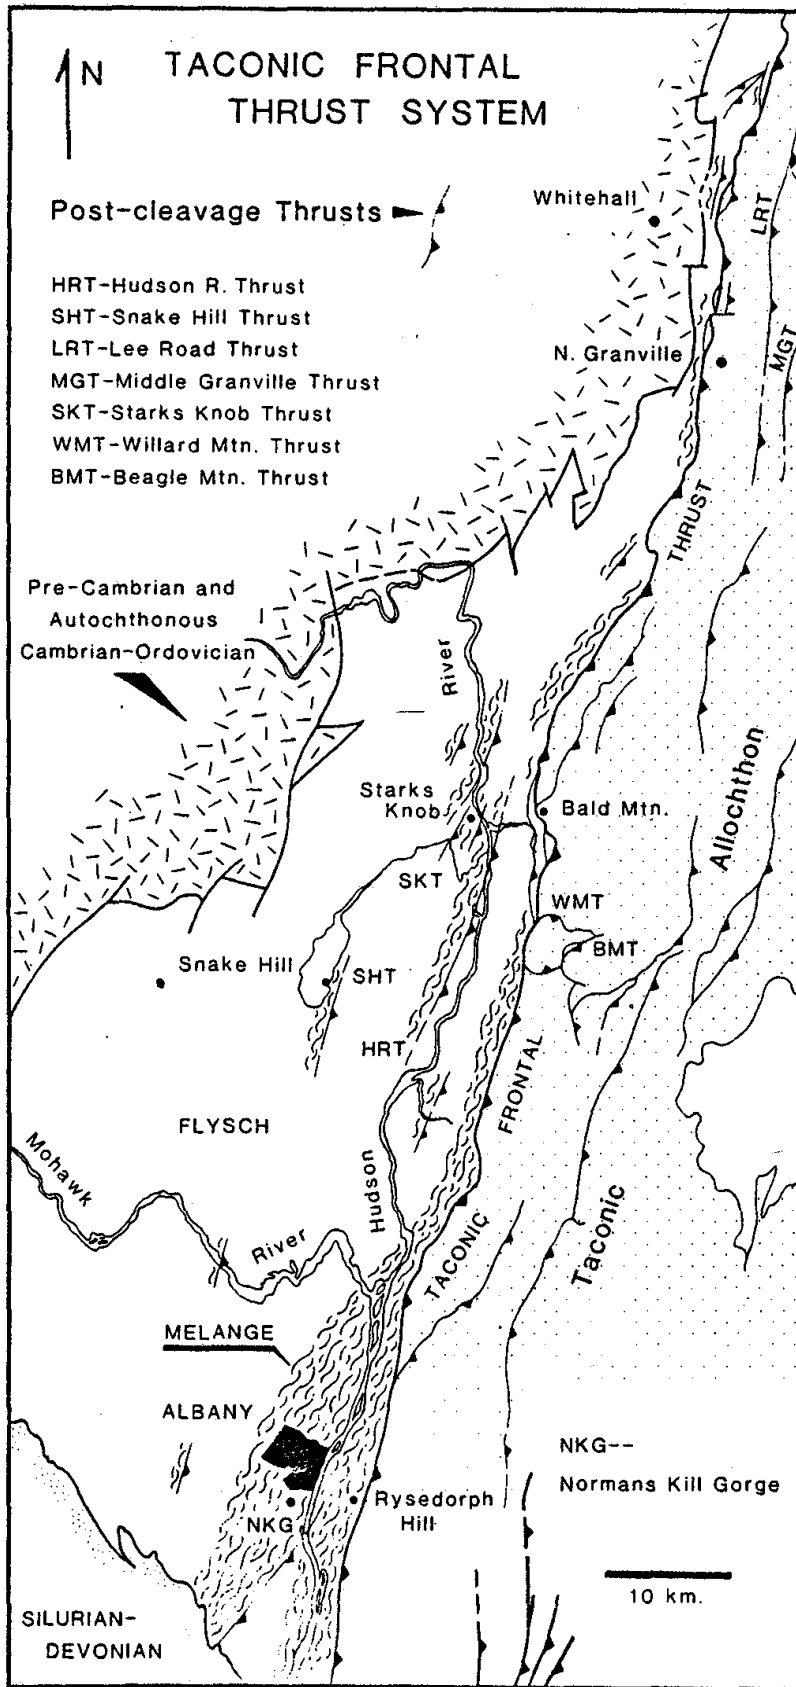 TACONIC FRONTAL
THRUST SYSTEM
N
Post-cleavage Thrusts
HRT-Hudson R. Thrust
SHT-Snake Hill Thrust
LRT-Lee Road Thrust
MGT-Middle Granville Thrust
SKT-Starks Knob Thrust
WMT-Willard Mtn. Thrust
BMT-Beagle Mtn. Thrust
Whitehall
LRT
N. Granville
MGT
THRUST
Pre-Cambrian and
Autochthonous
Cambrian-Ordovician
River
Starks
Knob
Bald Mtn.
Allochthon
SKT
WMT
BMT
Snake Hill
SHT
HRT
FRONTAL
FLYSCH
Mohawk
River
Hudson
TACONIC
Taconic
MELANGE
ALBANY
NKG
Rysedorph
Hill
NKG--
Normans Kill Gorge
10 km.
SILURIAN-
DEVONIAN